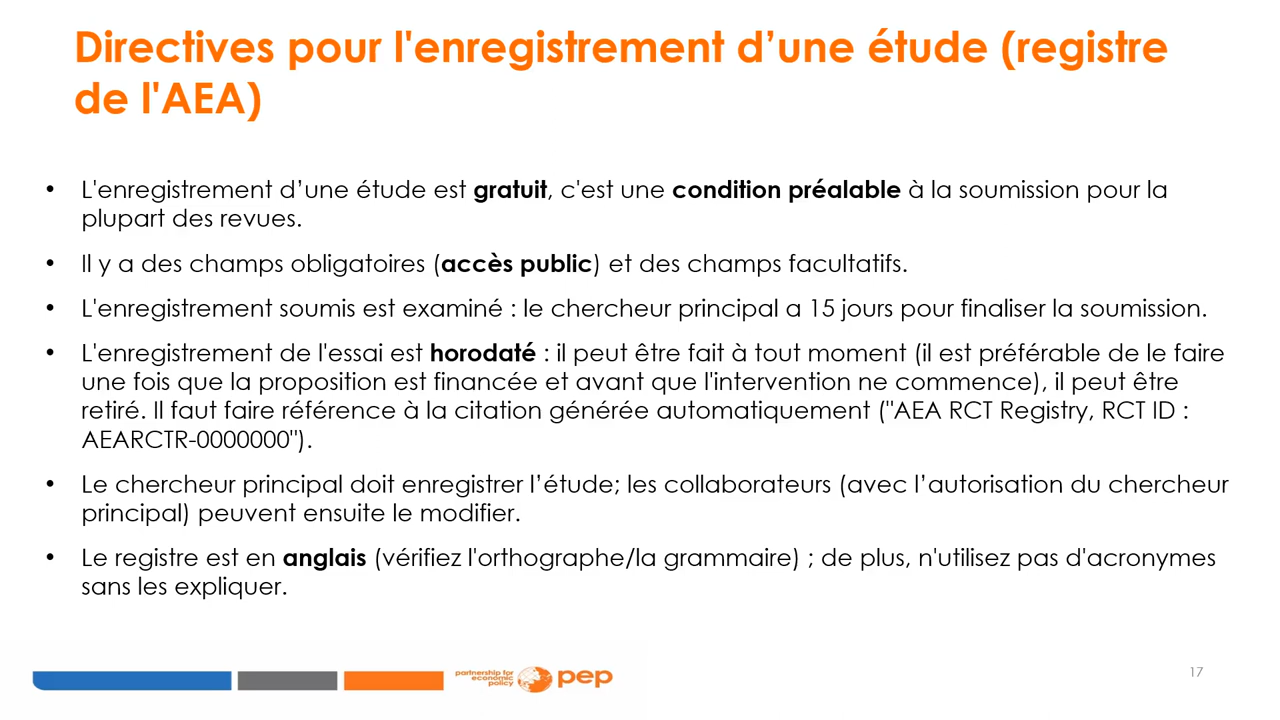 Directives pour l'enregistrement d’une étude (registre
de l'AEA)
• L'enregistrement d’une étude est gratuit, c'est une condition préalable à la soumission pour la
plupart des revues.
• Il y a des champs obligatoires (accès public) et des champs facultatifs.
• L'enregistrement soumis est examiné : le chercheur principal a 15 jours pour finaliser la soumission.
• L'enregistrement de l'essai est horodaté : il peut être fait à tout moment (il est préférable de le faire
une fois que la proposition est financée et avant que l'intervention ne commence), il peut être
retiré. Il faut faire référence à la citation générée automatiquement ("AEA RCT Registry, RCT ID :
AEARCTR-0000000").
• Le chercheur principal doit enregistrer l’étude; les collaborateurs (avec l’autorisation du chercheur
principal) peuvent ensuite le modifier.
• Le registre est en anglais (vérifiez l'orthographe/la grammaire) ; de plus, n'utilisez pas d'acronymes
sans les expliquer.
partnership for
economic
policy
pep
17